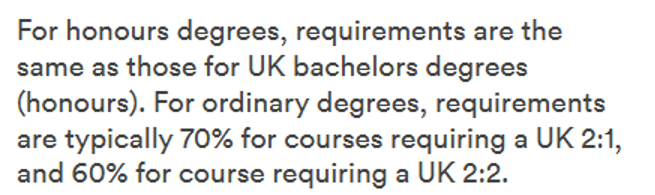 For honours degrees, requirements are the
same as those for UK bachelors degrees
(honours). For ordinary degrees, requirements
are typically 70% for courses requiring a UK 2:1,
and 60% for course requiring a UK 2:2.